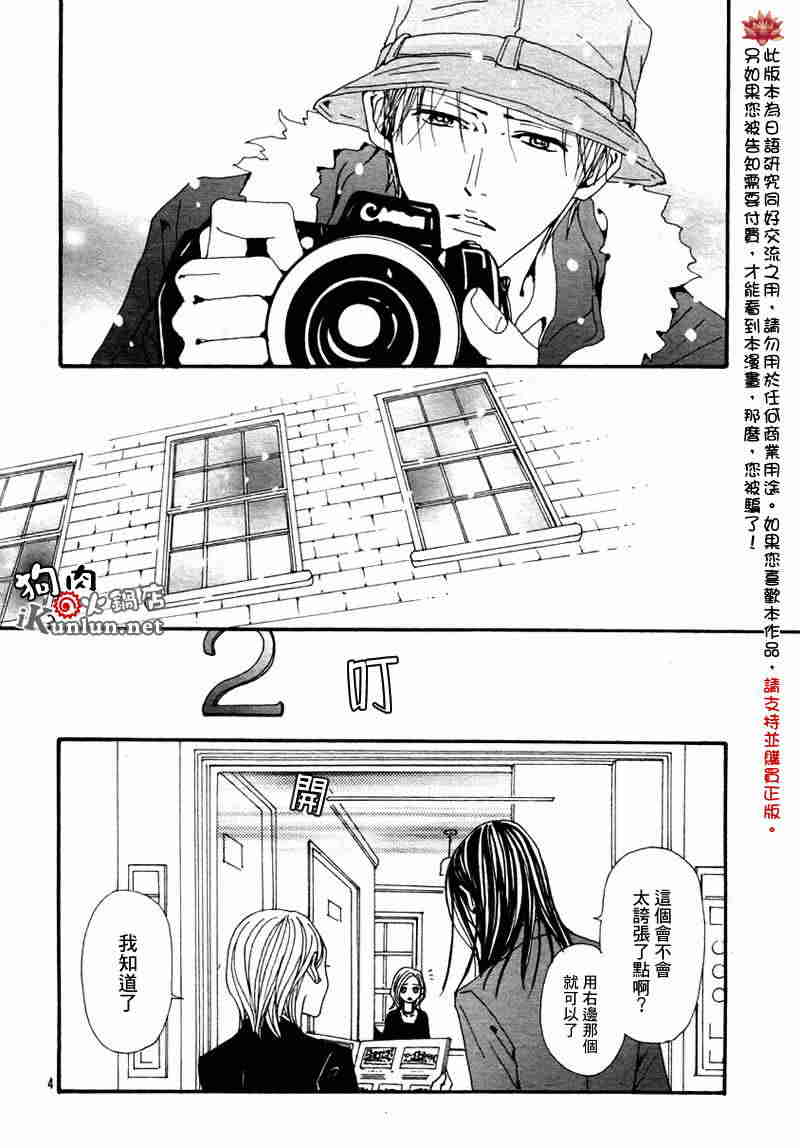 此版本為日語研究同好交流之用，請勿用於任何商業用途。如果您喜歡本作品，請支持並購買正版。
另如果您被告知需要付費，才能看到本漫畫，那麼，您被騙了！
Canon
狗肉火鍋店
iKunlun.net
2
叮
開
這個會不會
太誇張了點啊？
用右邊那個
就可以了
我知道了
4